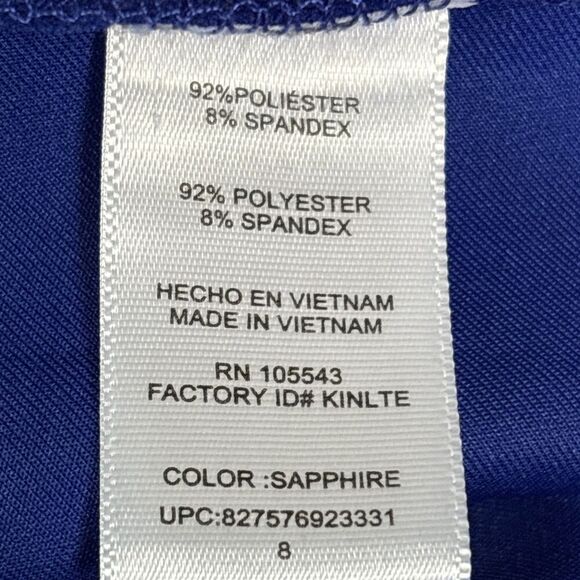 92%POLIÉSTER
8% SPANDEX
92% POLYESTER
8% SPANDEX
HECHO EN VIETNAM
MADE IN VIETNAM
RN 105543
FACTORY ID# KINLTE
COLOR :SAPPHIRE
UPC:827576923331
8